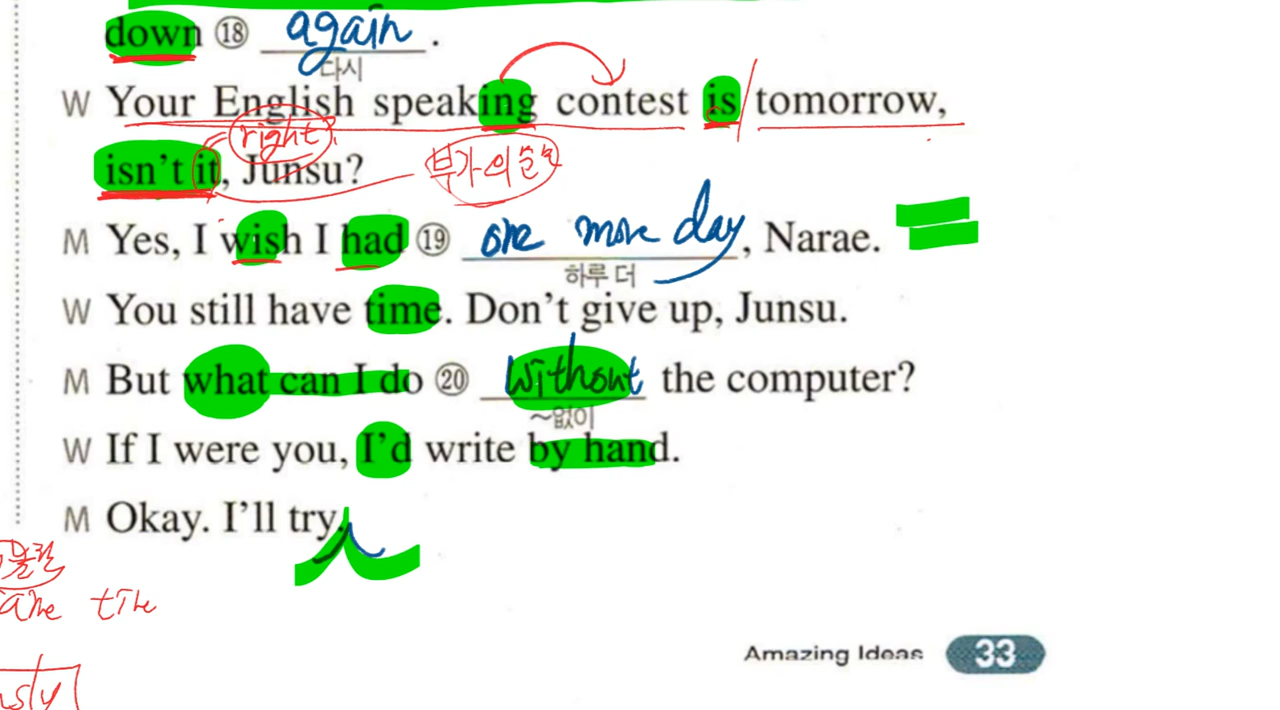 down ⑱ again .
다시
W Your English speaking contest is / tomorrow,
right?
isn't it, Junsu? 부가의문문
M Yes, I wish I had ⑲ one more day, Narae.
하루 더
W You still have time. Don't give up, Junsu.
M But what can I do ⑳ without the computer?
~없이
W If I were you, I'd write by hand.
M Okay. I'll try.
Amazing Ideas 33